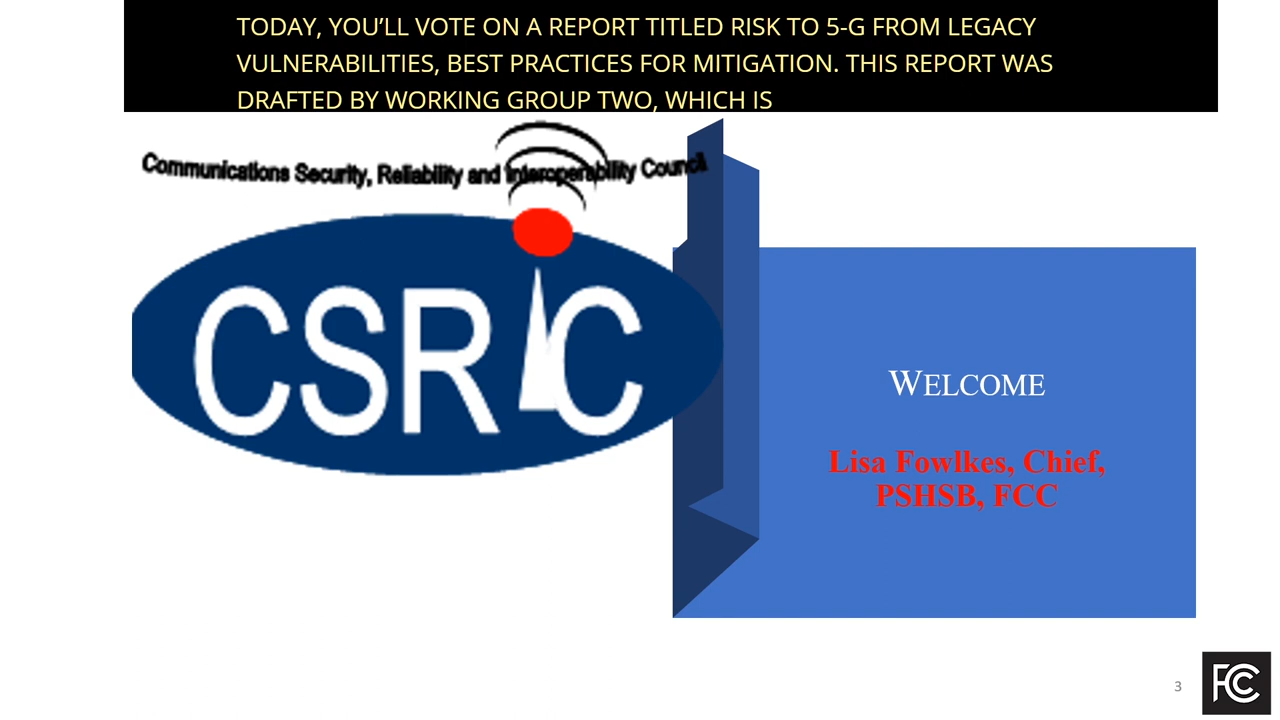 TODAY, YOU’LL VOTE ON A REPORT TITLED RISK TO 5-G FROM LEGACY
VULNERABILITIES, BEST PRACTICES FOR MITIGATION. THIS REPORT WAS
DRAFTED BY WORKING GROUP TWO, WHICH IS
Communications Security, Reliability and Interoperability Council
CSRIC
WELCOME
Lisa Fowlkes, Chief,
PSHSB, FCC
3
FCC